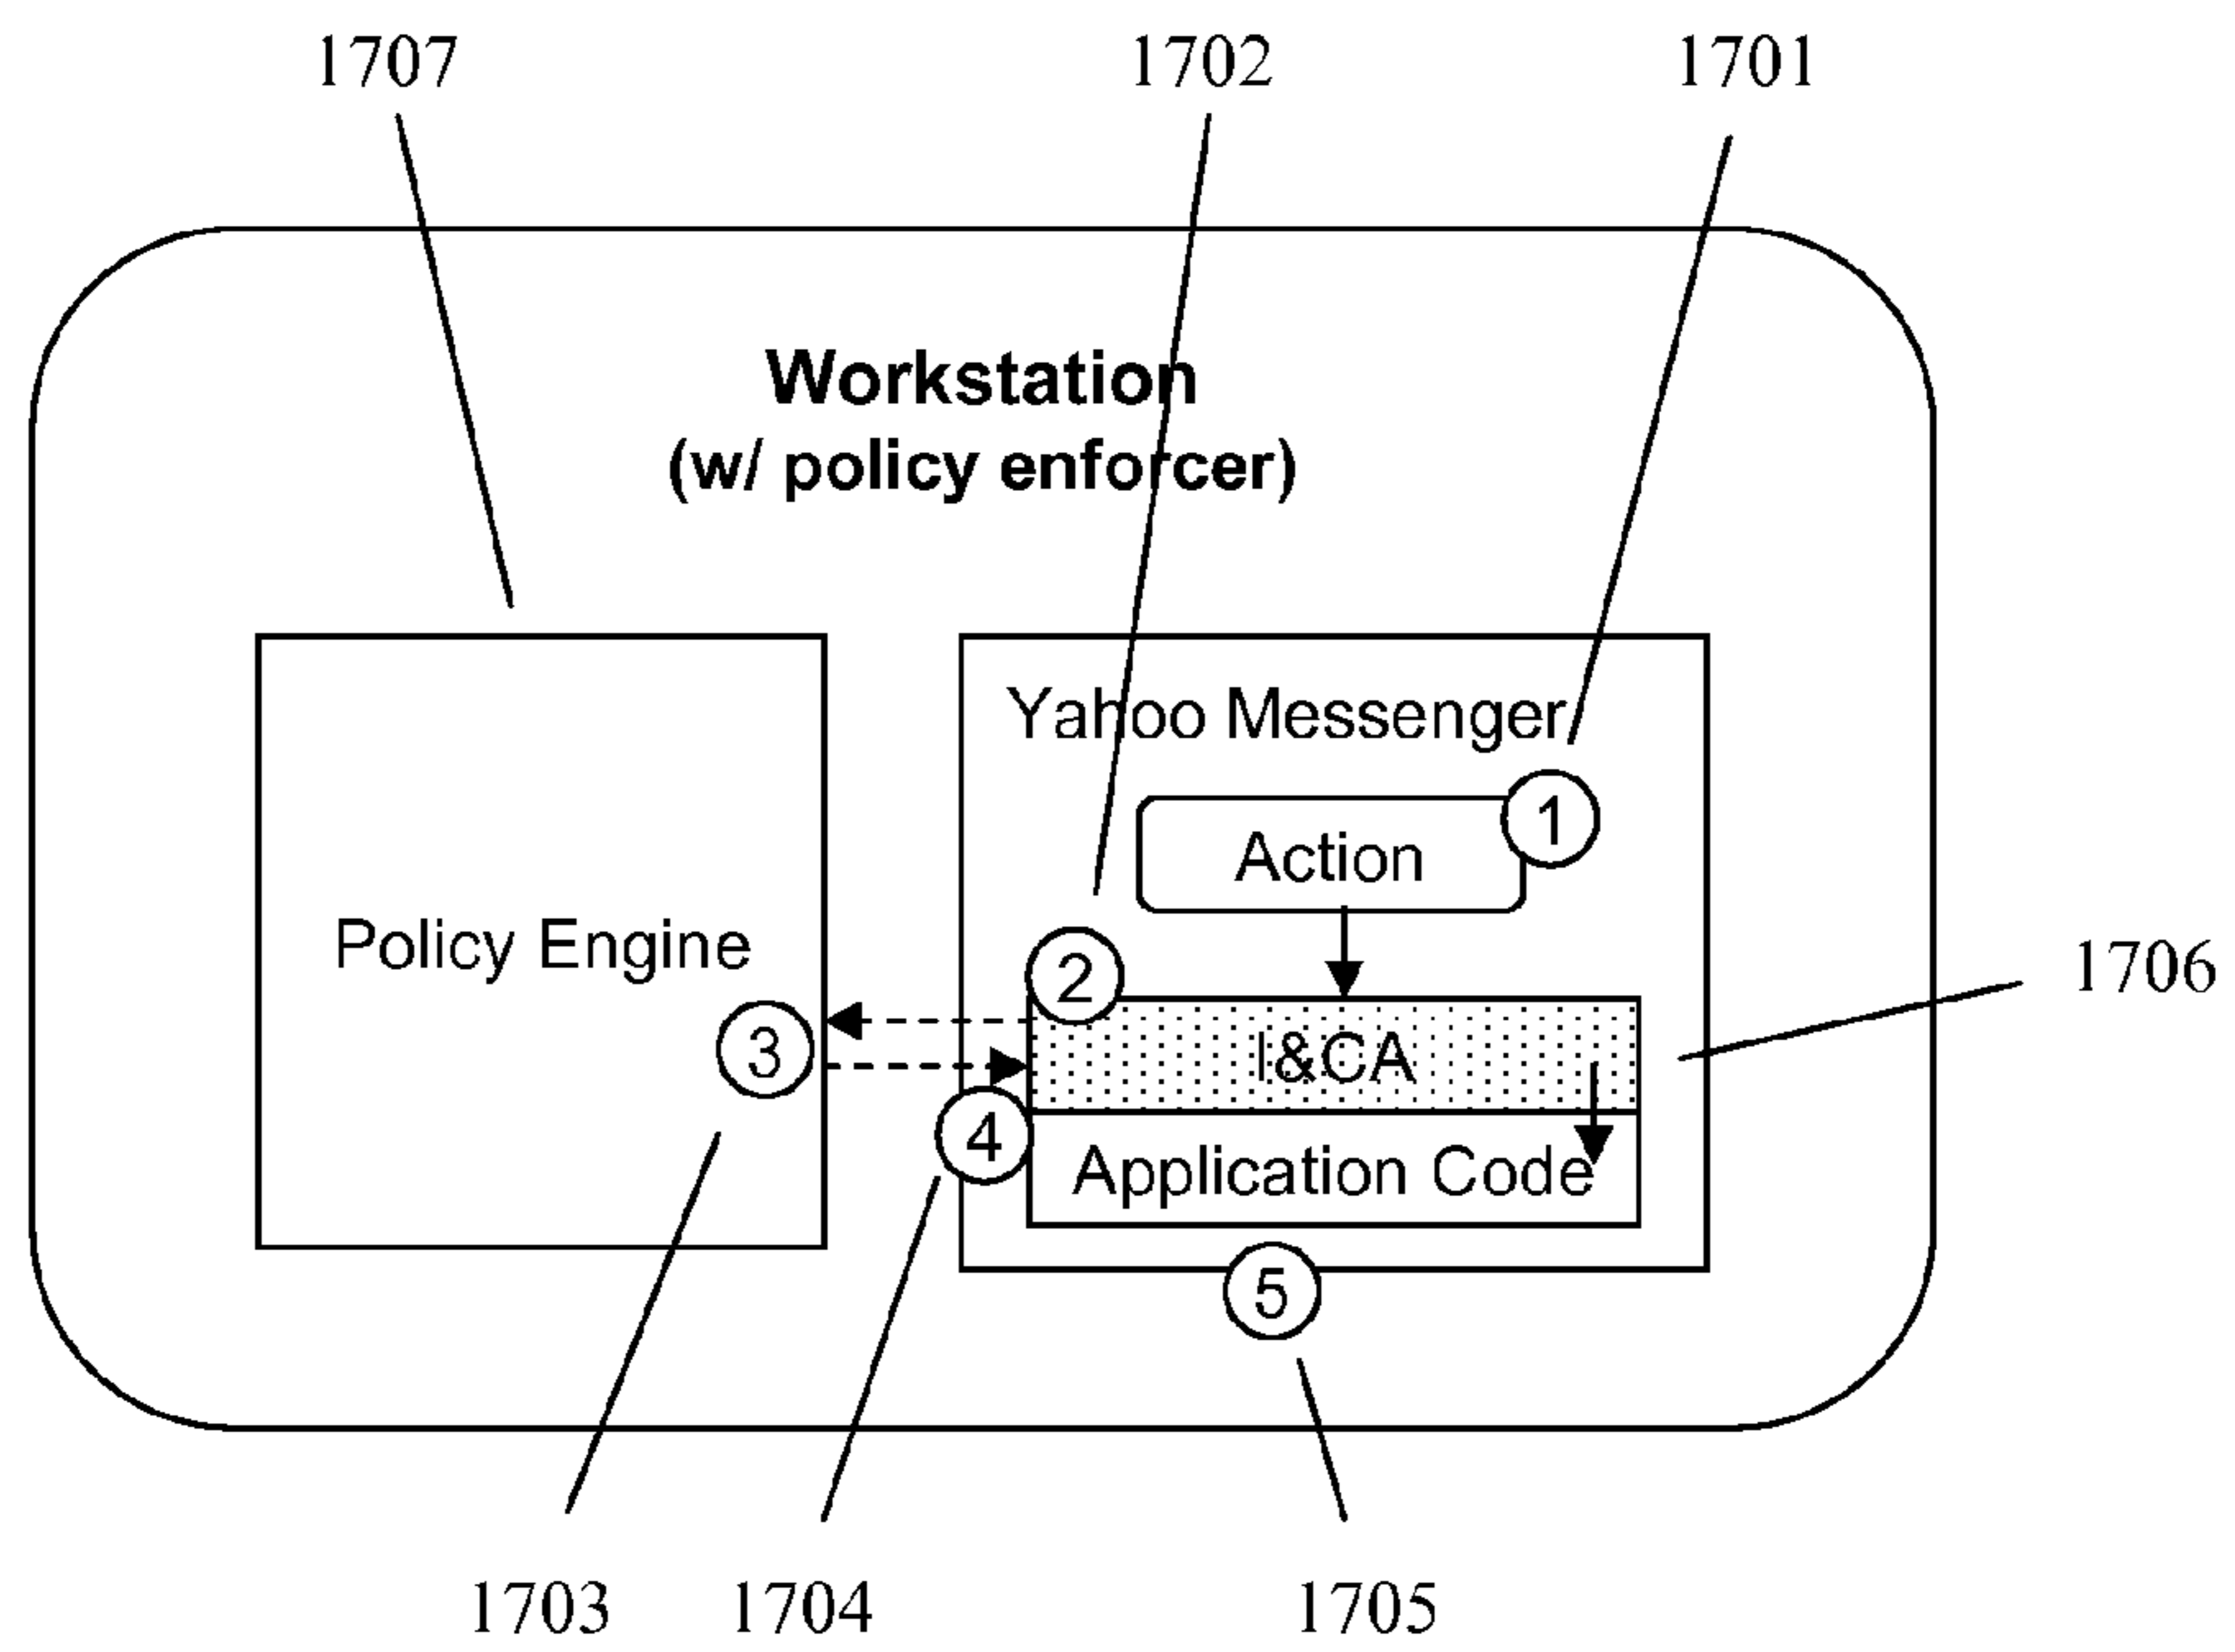 1707
1702
1701
Workstation
(w/ policy enforcer)
Yahoo Messenger
1
Action
Policy Engine
2
1706
3
I&CA
4
Application Code
5
1703
1704
1705